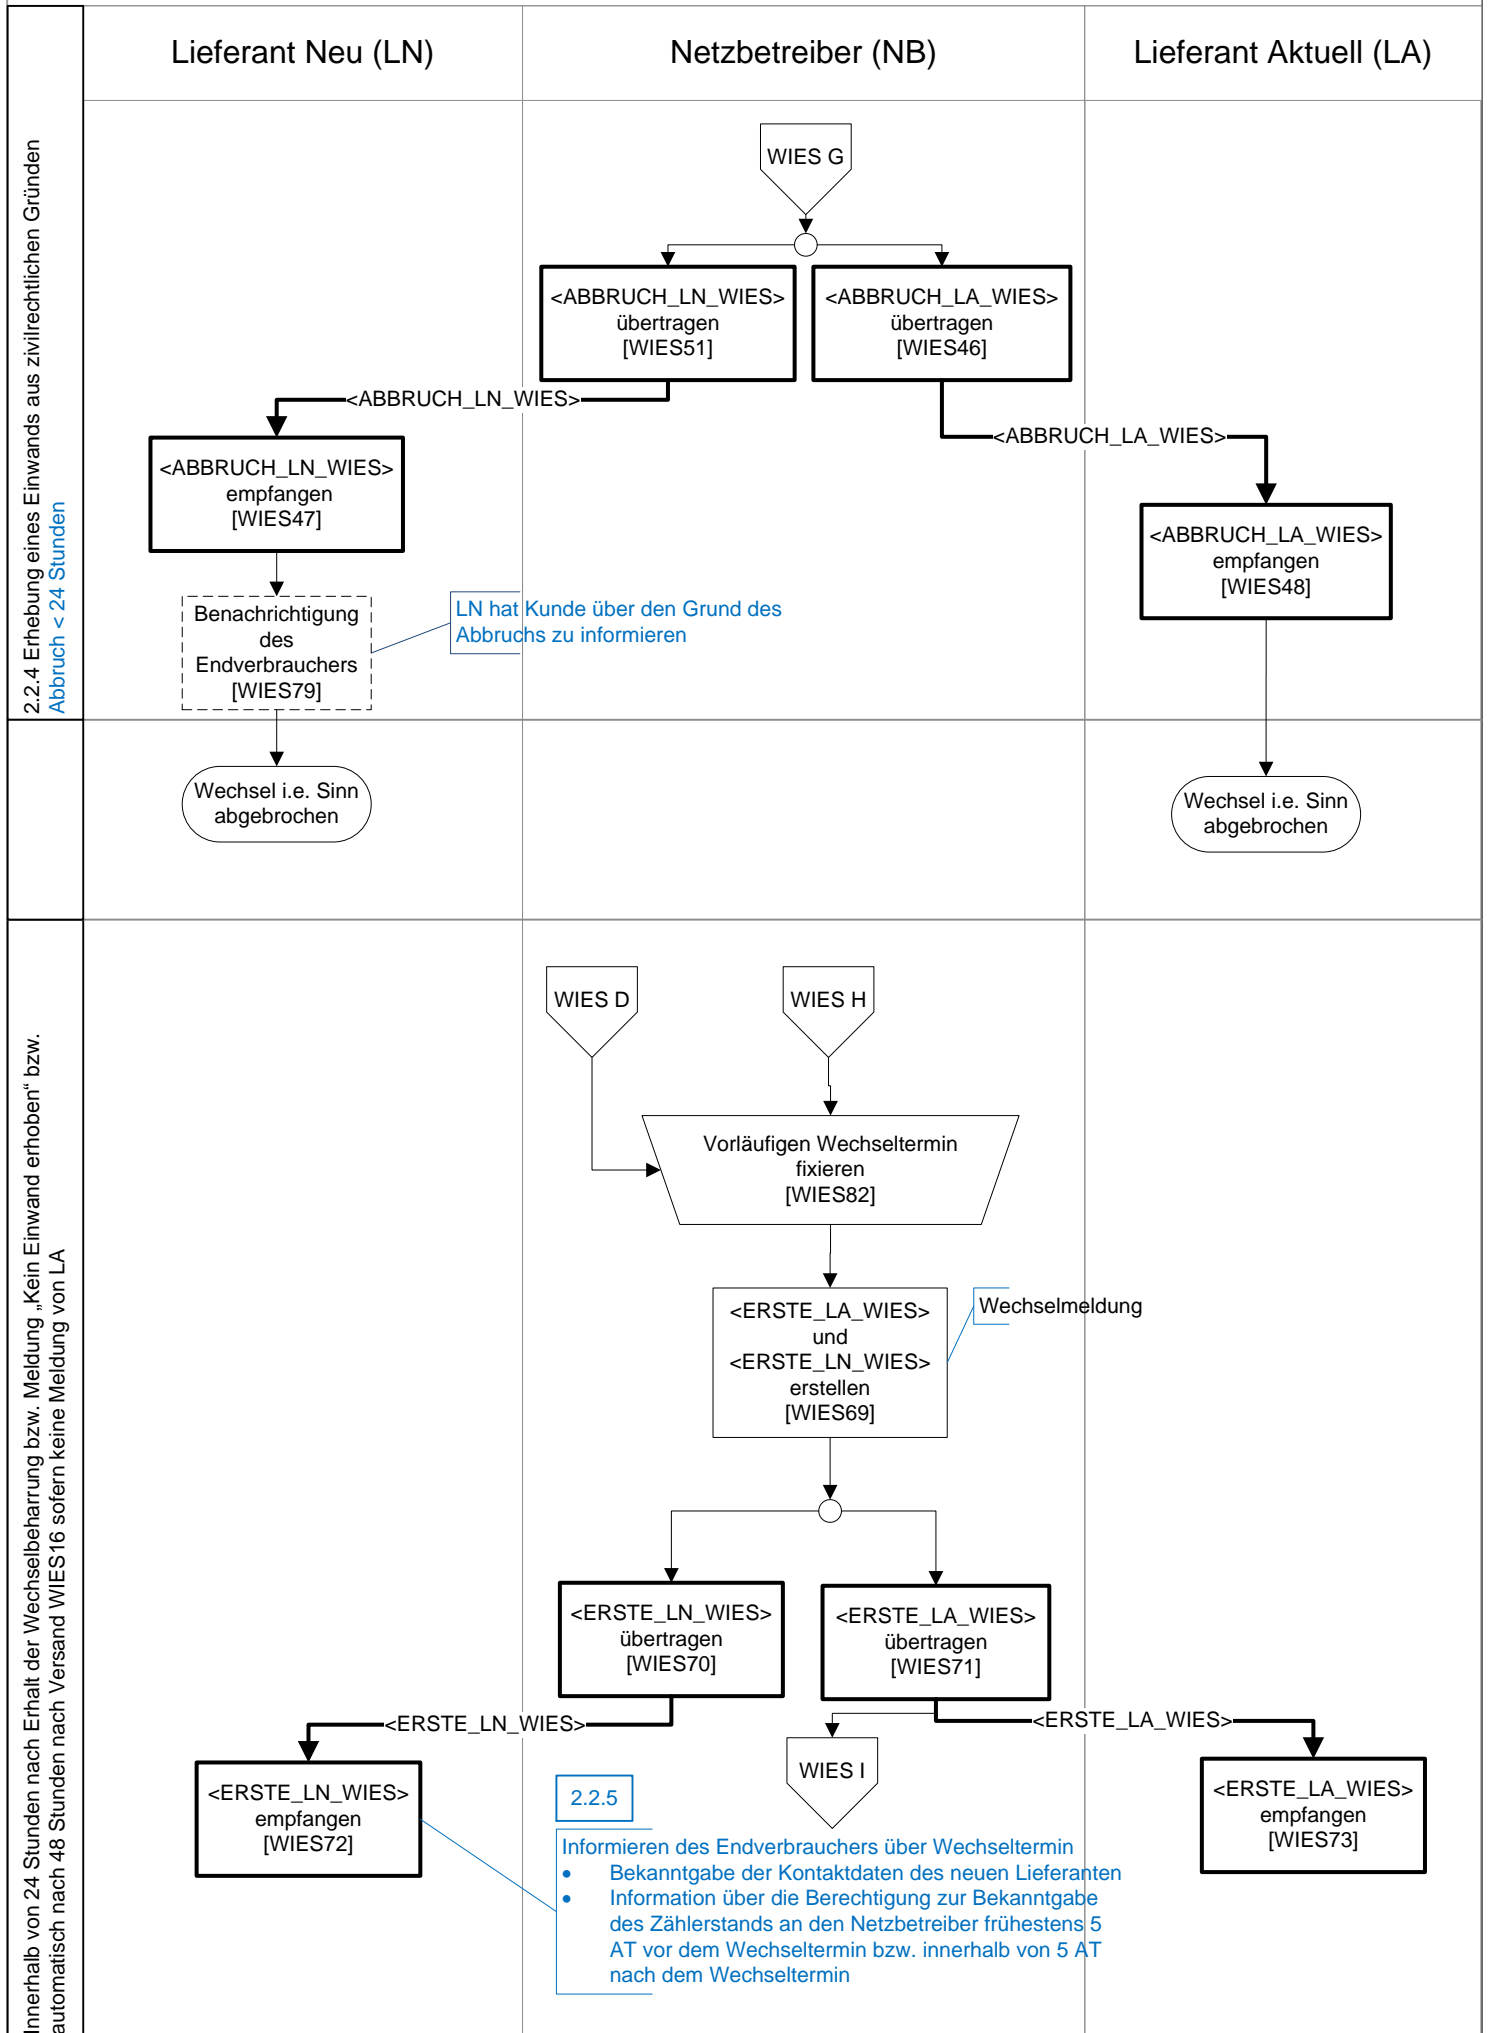 Lieferant Neu (LN)
Netzbetreiber (NB)
Lieferant Aktuell (LA)
2.2.4 Erhebung eines Einwands aus zivilrechtlichen Gründen
Abbruch < 24 Stunden
WIES G
<ABBRUCH_LN_WIES>
übertragen
[WIES51]
<ABBRUCH_LA_WIES>
übertragen
[WIES46]
<ABBRUCH_LN_WIES>
<ABBRUCH_LA_WIES>
<ABBRUCH_LN_WIES>
empfangen
[WIES47]
<ABBRUCH_LA_WIES>
empfangen
[WIES48]
Benachrichtigung
des
Endverbrauchers
[WIES79]
LN hat Kunde über den Grund des
Abbruchs zu informieren
Wechsel i.e. Sinn
abgebrochen
Wechsel i.e. Sinn
abgebrochen
Innerhalb von 24 Stunden nach Erhalt der Wechselbeharrung bzw. Meldung „Kein Einwand erhoben“ bzw.
automatisch nach 48 Stunden nach Versand WIES16 sofern keine Meldung von LA
WIES D
WIES H
Vorläufigen Wechseltermin
fixieren
[WIES82]
<ERSTE_LA_WIES>
und
<ERSTE_LN_WIES>
erstellen
[WIES69]
Wechselmeldung
<ERSTE_LN_WIES>
übertragen
[WIES70]
<ERSTE_LA_WIES>
übertragen
[WIES71]
<ERSTE_LN_WIES>
<ERSTE_LA_WIES>
WIES I
<ERSTE_LN_WIES>
empfangen
[WIES72]
<ERSTE_LA_WIES>
empfangen
[WIES73]
2.2.5
Informieren des Endverbrauchers über Wechseltermin
• Bekanntgabe der Kontaktdaten des neuen Lieferanten
• Information über die Berechtigung zur Bekanntgabe
des Zählerstands an den Netzbetreiber frühestens 5
AT vor dem Wechseltermin bzw. innerhalb von 5 AT
nach dem Wechseltermin